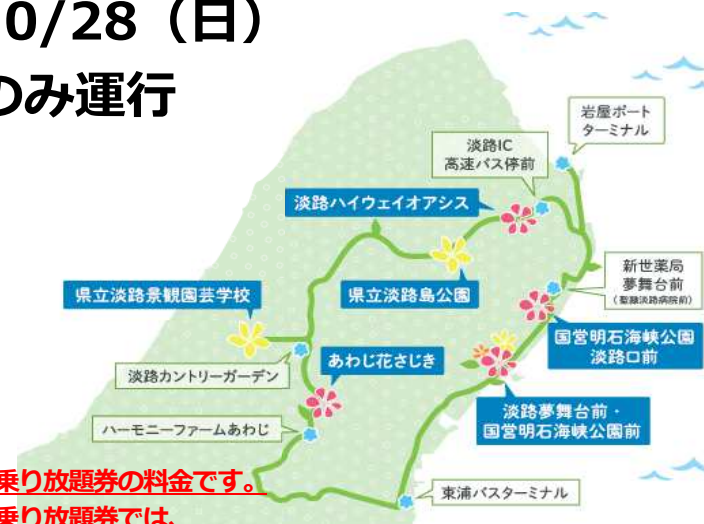 0/28（日）
のみ運行
岩屋ポート
ターミナル
淡路IC
高速バス停前
淡路ハイウェイオアシス
新世薬局
夢舞台前
（聖隷淡路病院前）
県立淡路景観園芸学校
県立淡路島公園
国営明石海峡公園
淡路口前
あわじ花さじき
淡路カントリーガーデン
淡路夢舞台前・
国営明石海峡公園前
ハーモニーファームあわじ
乗り放題券の料金です。
東浦バスターミナル
乗り放題券では、